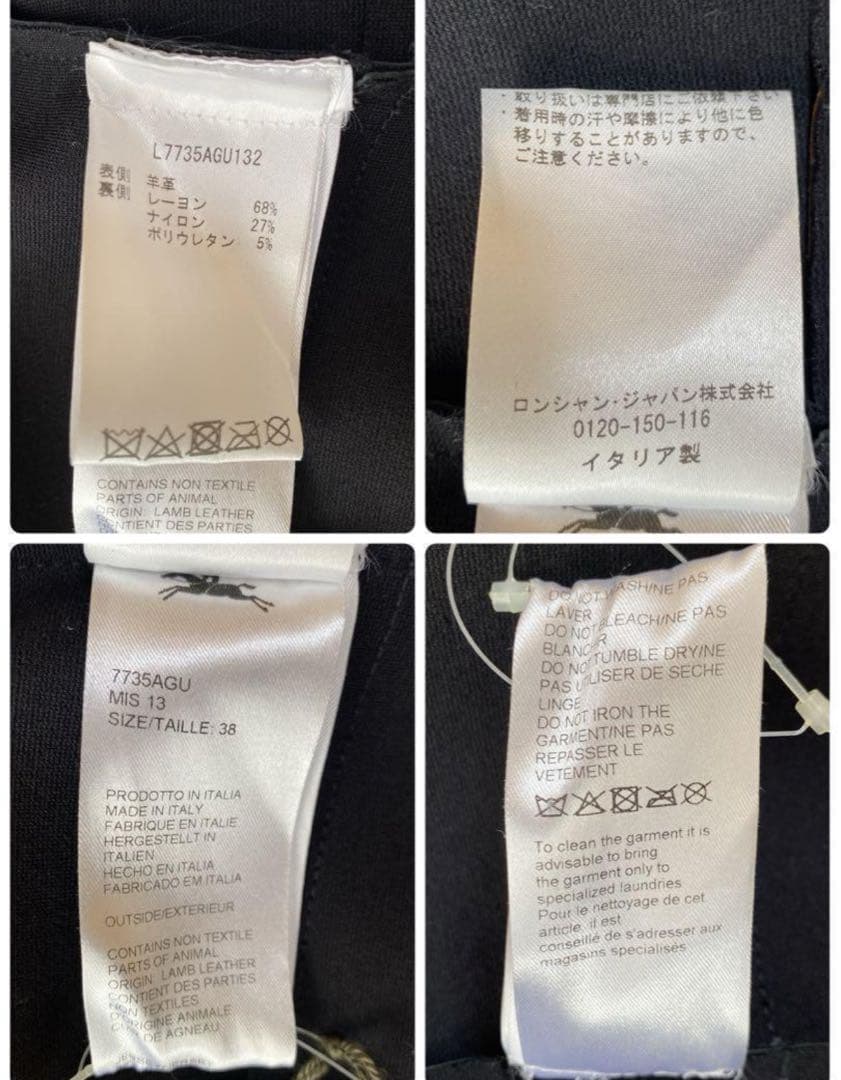 L7735AGU132
表側 羊革
裏側 レーヨン 68%
ナイロン 27%
ポリウレタン 5%
CONTAINS NON TEXTILE
PARTS OF ANIMAL
ORIGIN: LAMB LEATHER
CONTIENT DES PARTIES
・取り扱いは専門店にご依頼下さい
・着用時の汗や摩擦により他に色
移りすることがありますので、
ご注意ください。
ロンシャン・ジャパン株式会社
0120-150-116
イタリア製
7735AGU
MIS 13
SIZE/TAILLE: 38
PRODOTTO IN ITALIA
MADE IN ITALY
FABRIQUE EN ITALIE
HERGESTELLT IN
ITALIEN
HECHO EN ITALIA
FABRICADO EM ITALIA
OUTSIDE/EXTERIEUR
CONTAINS NON TEXTILE
PARTS OF ANIMAL
ORIGIN: LAMB LEATHER
CONTIENT DES PARTIES
NON TEXTILES
D'ORIGINE ANIMALE
DE AGNEAU
DO NOT WASH/NE PAS
LAVER
DO NOT BLEACH/NE PAS
BLANCHIR
DO NOT TUMBLE DRY/NE
PAS UTILISER DE SECHE
LINGE
DO NOT IRON THE
GARMENT/NE PAS
REPASSER LE
VETEMENT
To clean the garment it is
advisable to bring
the garment only to
specialized laundries
Pour le nettoyage de cet
article il est
conseillé de s'adresser aux
magasins spécialisés